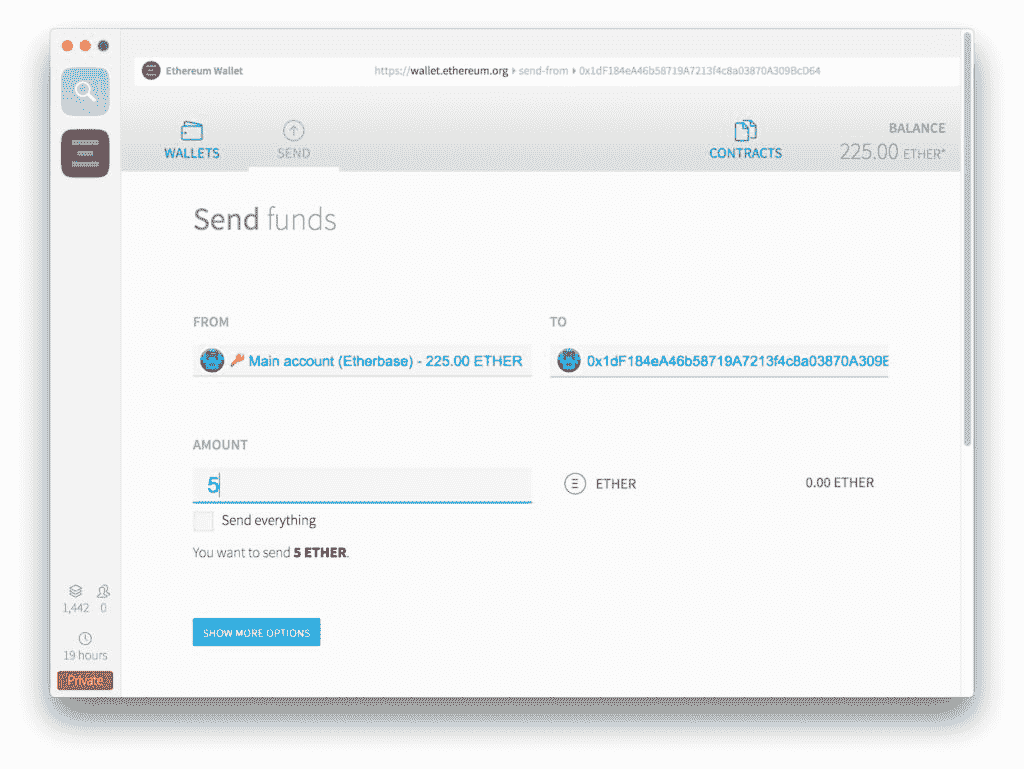 Ethereum Wallet
https://wallet.ethereum.org ▸ send-from ▸ 0x1dF184eA46b58719A7213f4c8a03870A309BcD64
WALLETS
SEND
CONTRACTS
BALANCE
225.00 ETHER*
Send funds
FROM
TO
Main account (Etherbase) - 225.00 ETHER
0x1dF184eA46b58719A7213f4c8a03870A309E
AMOUNT
5
ETHER
0.00 ETHER
Send everything
You want to send 5 ETHER.
SHOW MORE OPTIONS
1,442 0
19 hours
Private